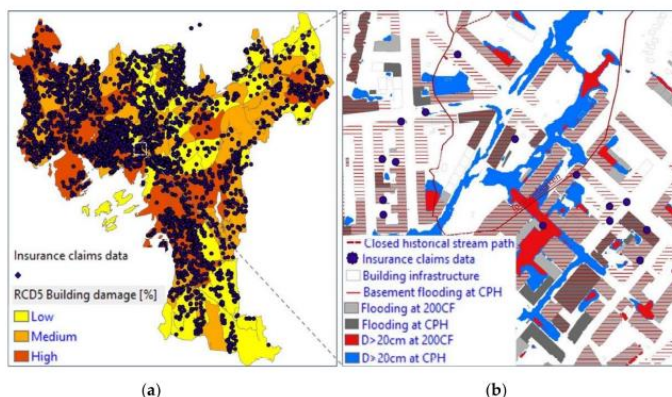 Insurance claims data
RCD5 Building damage [%]
Low
Medium
High
Closed historical stream path
Insurance claims data
Building infrastructure
Basement flooding at CPH
Flooding at 200CF
Flooding at CPH
D>20cm at 200CF
D>20cm at CPH
(a)
(b)